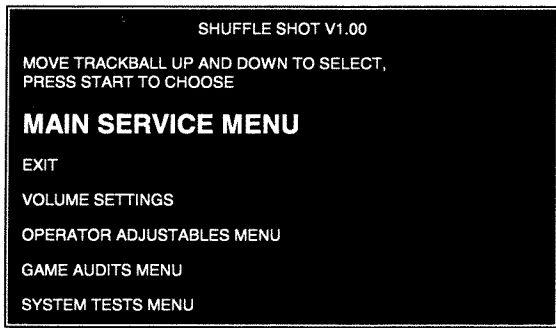 SHUFFLE SHOT V1.00
MOVE TRACKBALL UP AND DOWN TO SELECT,
PRESS START TO CHOOSE
MAIN SERVICE MENU
EXIT
VOLUME SETTINGS
OPERATOR ADJUSTABLES MENU
GAME AUDITS MENU
SYSTEM TESTS MENU